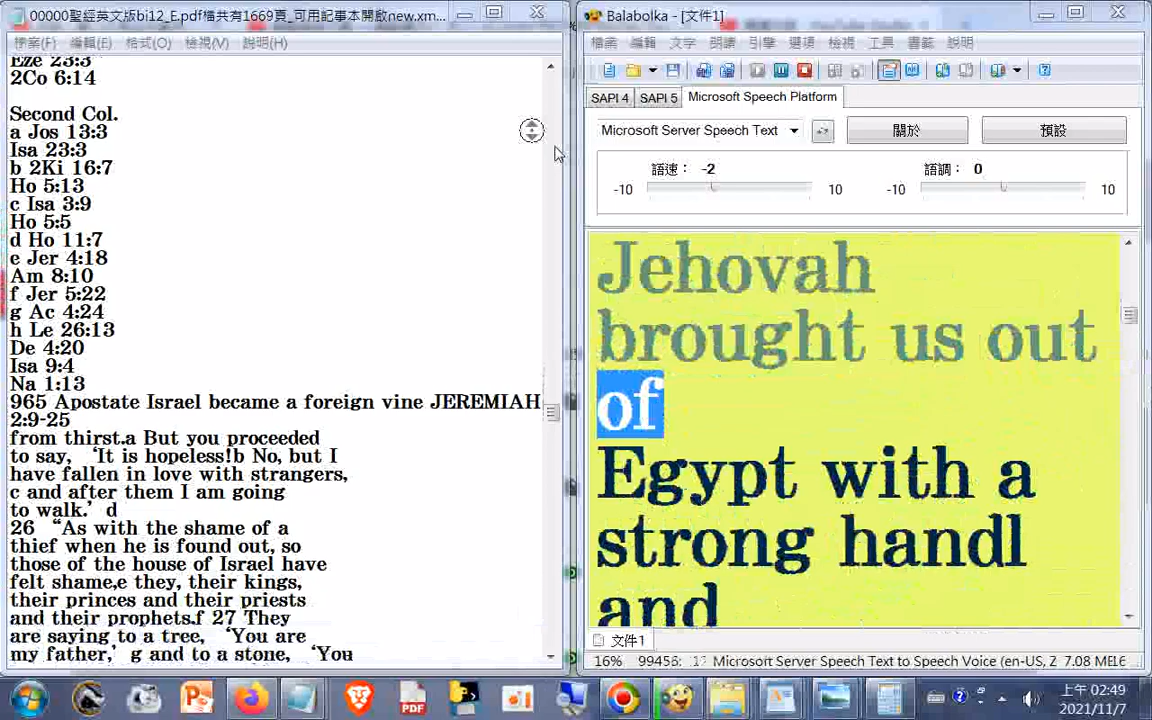 00000聖經英文版bi12_E.pdf檔共有1669頁_可用記事本開啟new.xm...
檔案(F) 編輯(E) 格式(O) 檢視(V) 說明(H)
Eze 23:3
2Co 6:14
Second Col.
a Jos 13:3
Isa 23:3
b 2Ki 16:7
Ho 5:13
c Isa 3:9
Ho 5:5
d Ho 11:7
e Jer 4:18
Am 8:10
f Jer 5:22
g Ac 4:24
h Le 26:13
De 4:20
Isa 9:4
Na 1:13
965 Apostate Israel became a foreign vine JEREMIAH
2:9-25
from thirst.a But you proceeded
to say, ‘It is hopeless!b No, but I
have fallen in love with strangers,
c and after them I am going
to walk.’ d
26 “As with the shame of a
thief when he is found out, so
those of the house of Israel have
felt shame,e they, their kings,
their princes and their priests
and their prophets.f 27 They
are saying to a tree, ‘You are
my father,’ g and to a stone, ‘You
Balabolka - [文件1]
檔案 編輯 文字 朗讀 引擎 選項 檢視 工具 書籤 說明
SAPI 4 SAPI 5 Microsoft Speech Platform
Microsoft Server Speech Text 關於 預設
語速： -2 語調： 0
-10 10 -10 10
Jehovah
brought us out
of
Egypt with a
strong handl
and
文件1
16% 99456: Microsoft Server Speech Text to Speech Voice (en-US, Z 7.08 MB
PDF
上午 02:49
2021/11/7